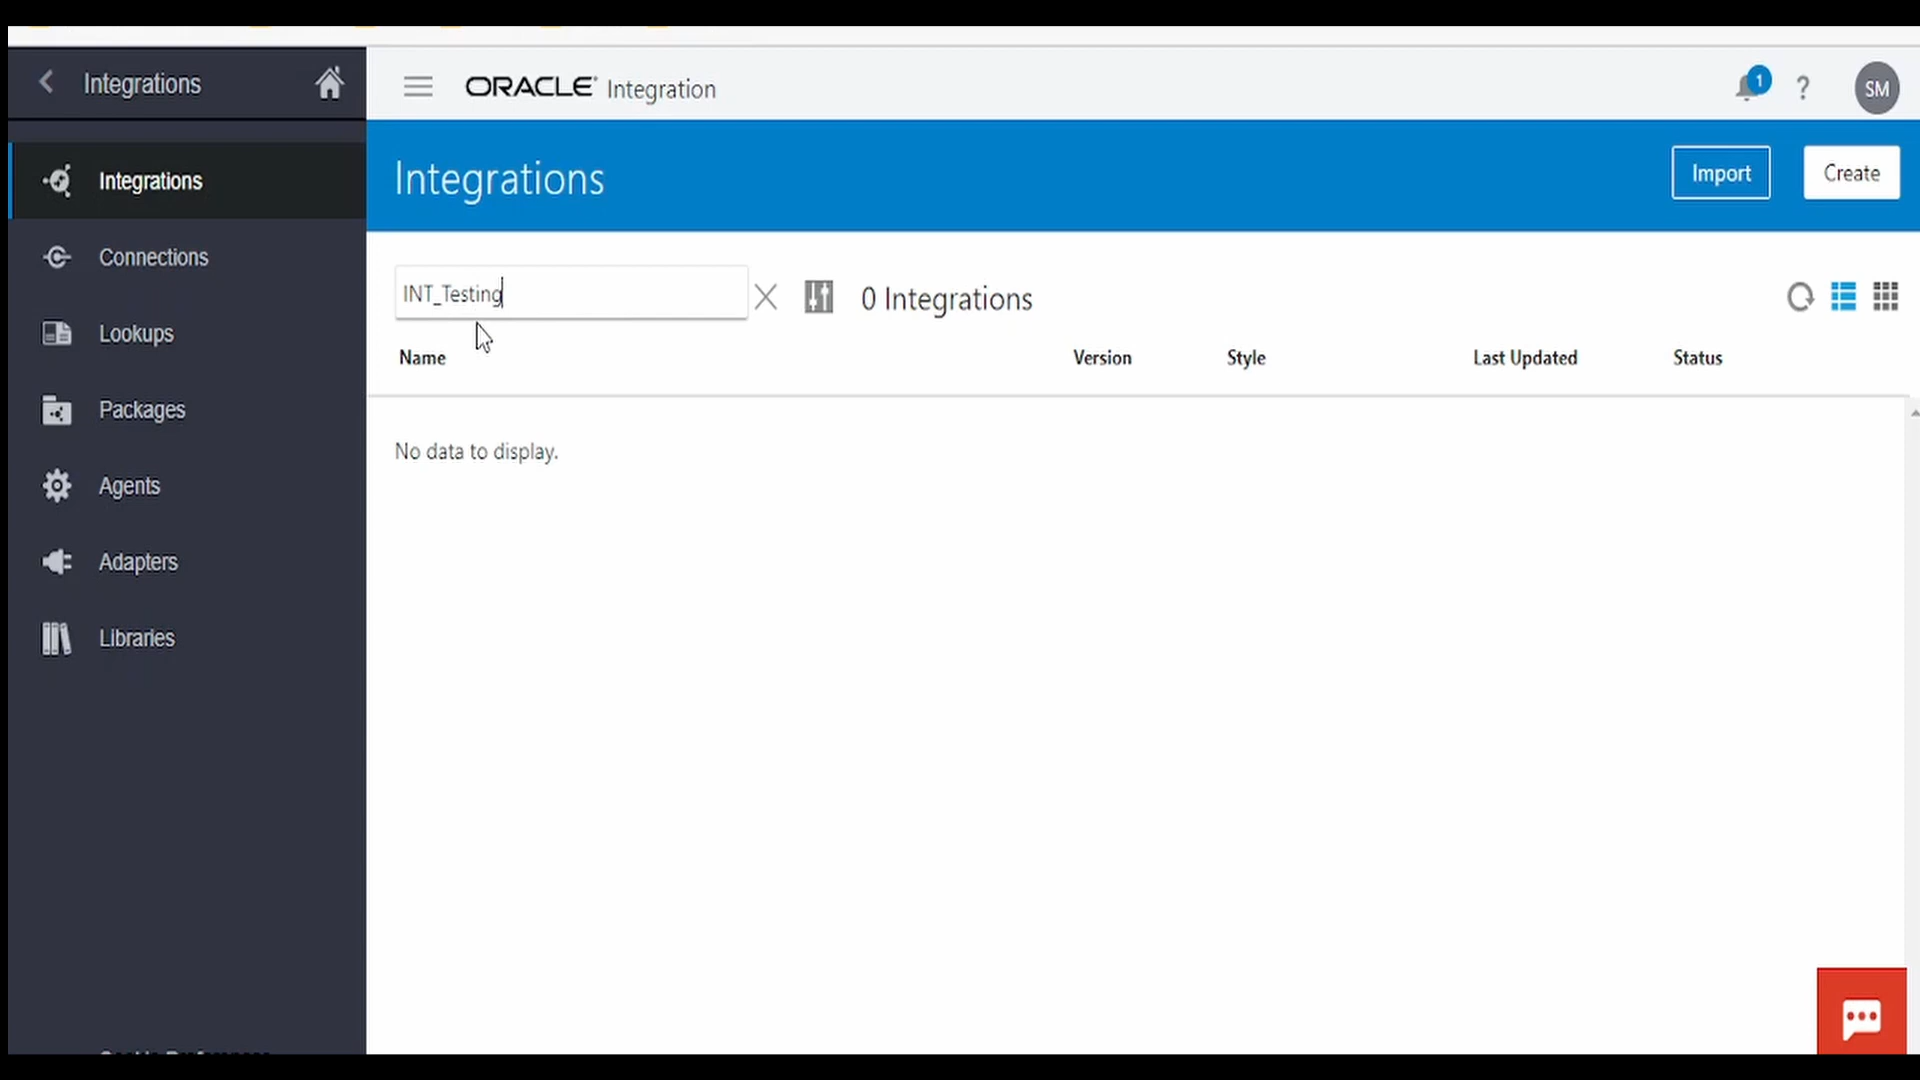 Integrations
ORACLE Integration
1
?
SM
Integrations
Integrations
Import
Create
Connections
INT_Testing
0 Integrations
Lookups
Name
Version
Style
Last Updated
Status
Packages
No data to display.
Agents
Adapters
Libraries